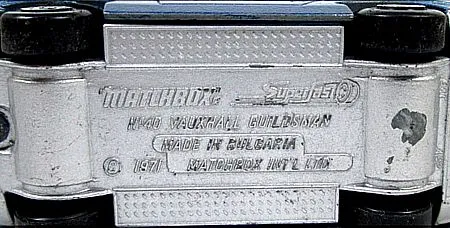 "MATCHBOX" Superfast
Nº40 VAUXHALL GUILDSMAN
MADE IN BULGARIA
© 1971 MATCHBOX INT'L LTD